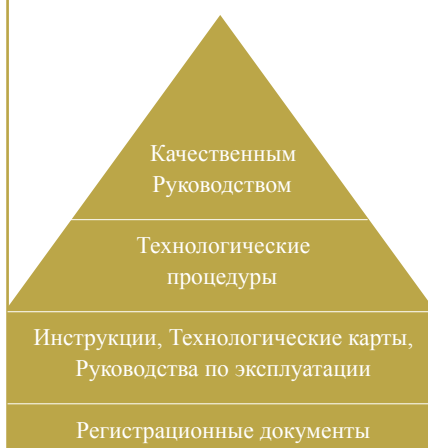 Качественным
Руководством
Технологические
процедуры
Инструкции, Технологические карты,
Руководства по эксплуатации
Регистрационные документы